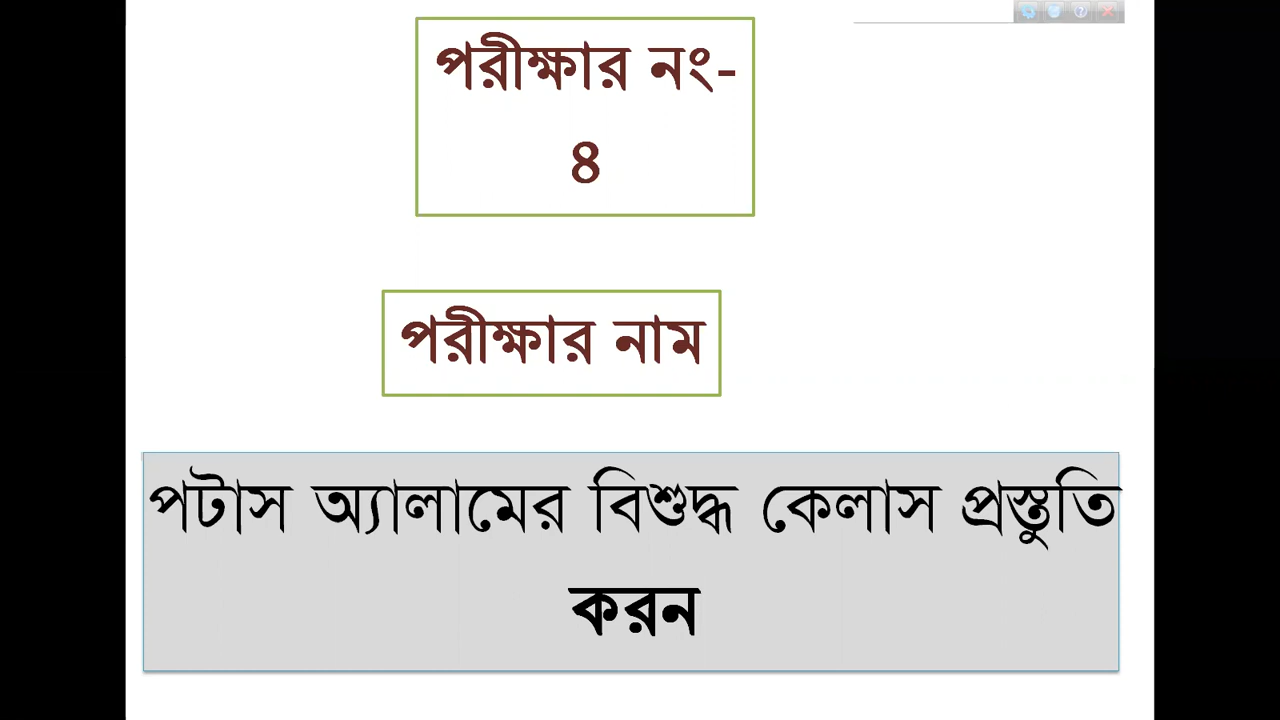 পরীক্ষার নং-
৪
পরীক্ষার নাম
পটাস অ্যালামের বিশুদ্ধ কেলাস প্রস্তুতি
করন